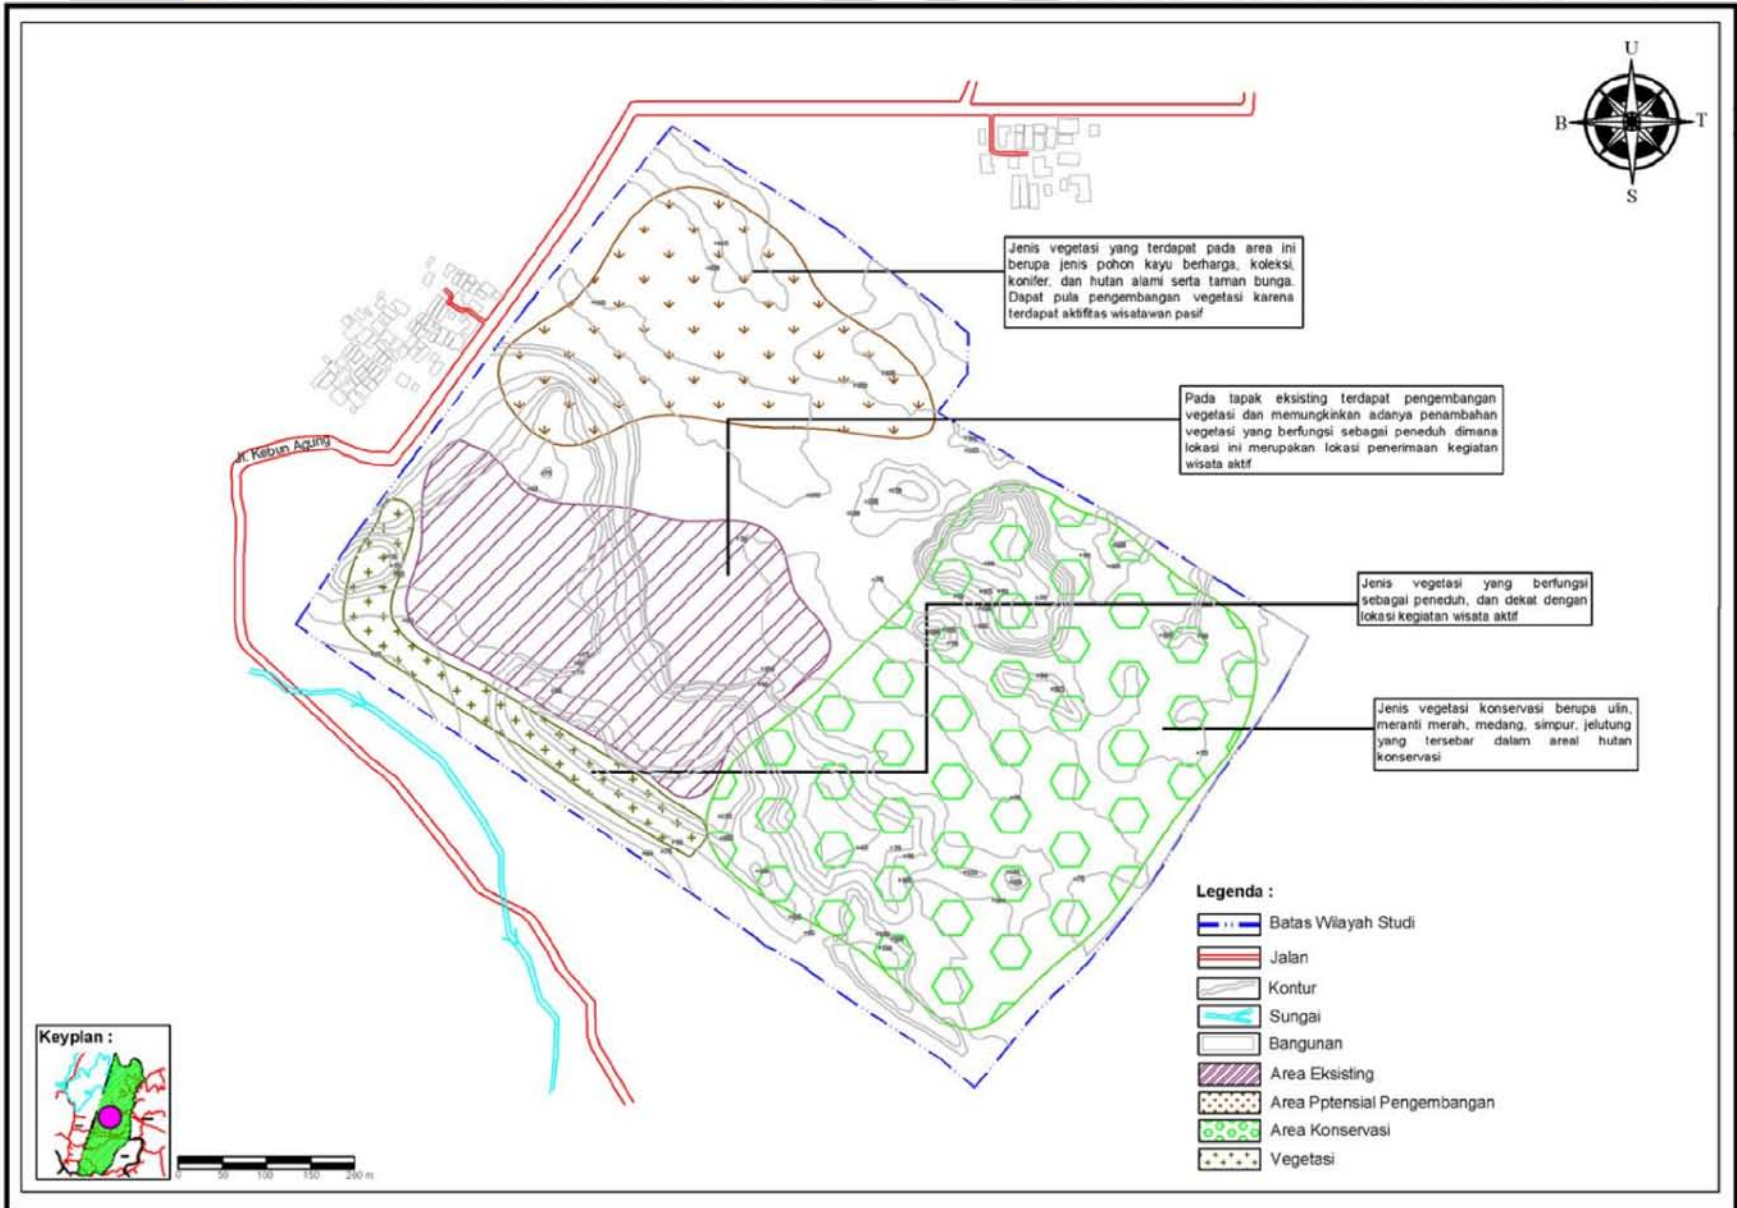 U
B
T
S
Jenis vegetasi yang terdapat pada area ini
berupa jenis pohon kayu berharga, koleksi,
konifer, dan hutan alami serta taman bunga.
Dapat pula pengembangan vegetasi karena
terdapat aktifitas wisatawan pasif
Pada tapak eksisting terdapat pengembangan
vegetasi dan memungkinkan adanya penambahan
vegetasi yang berfungsi sebagai peneduh dimana
lokasi ini merupakan lokasi penerimaan kegiatan
wisata aktif
Jl. Kebun Agung
Jenis vegetasi yang berfungsi
sebagai peneduh, dan dekat dengan
lokasi kegiatan wisata aktif
Jenis vegetasi konservasi berupa ulin,
meranti merah, medang, simpur, jelutung
yang tersebar dalam areal hutan
konservasi
Legenda :
Batas Wilayah Studi
Jalan
Kontur
Sungai
Bangunan
Area Eksisting
Area Pptensial Pengembangan
Area Konservasi
Vegetasi
Keyplan :
0 50 100 150 200 m